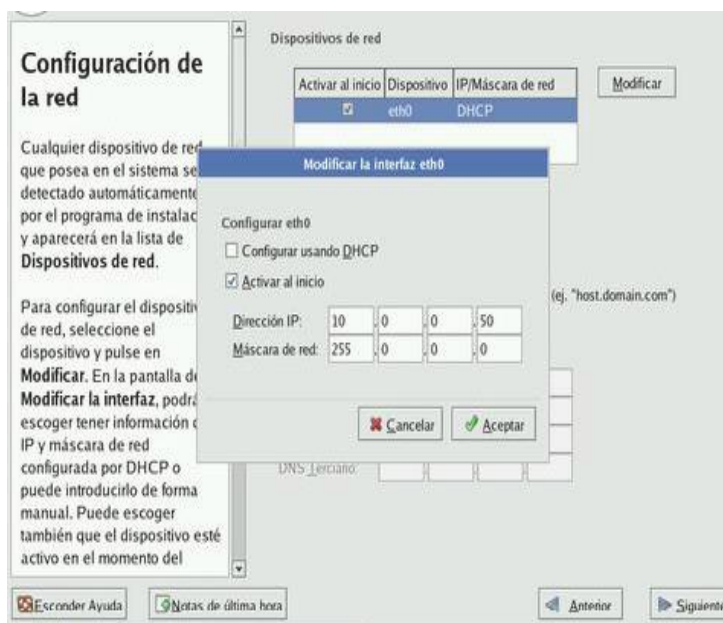 Configuración de
la red
Cualquier dispositivo de red
que posea en el sistema se
detectado automáticamente
por el programa de instalac
y aparecerá en la lista de
Dispositivos de red.
Para configurar el dispositiv
de red, seleccione el
dispositivo y pulse en
Modificar. En la pantalla de
Modificar la interfaz, podrá
escoger tener información
IP y máscara de red
configurada por DHCP o
puede introducirlo de forma
manual. Puede escoger
también que el dispositivo esté
activo en el momento del
Dispositivos de red
Activar al inicio Dispositivo IP/Máscara de red
eth0 DHCP
Modificar
Modificar la interfaz eth0
Configurar eth0
Configurar usando DHCP
Activar al inicio
Dirección IP: 10 .0 .0 .50
Máscara de red: 255 .0 .0 .0
Cancelar Aceptar
(ej. "host.domain.com")
DNS Terciario:
Esconder Ayuda Notas de última hora Anterior Siguiente